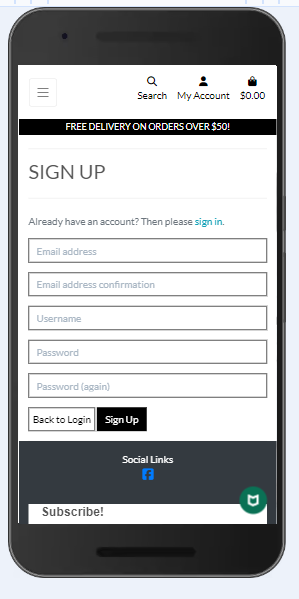 Search My Account $0.00
FREE DELIVERY ON ORDERS OVER $50!
SIGN UP
Already have an account? Then please sign in.
Email address
Email address confirmation
Username
Password
Password (again)
Back to Login Sign Up
Social Links
Subscribe!